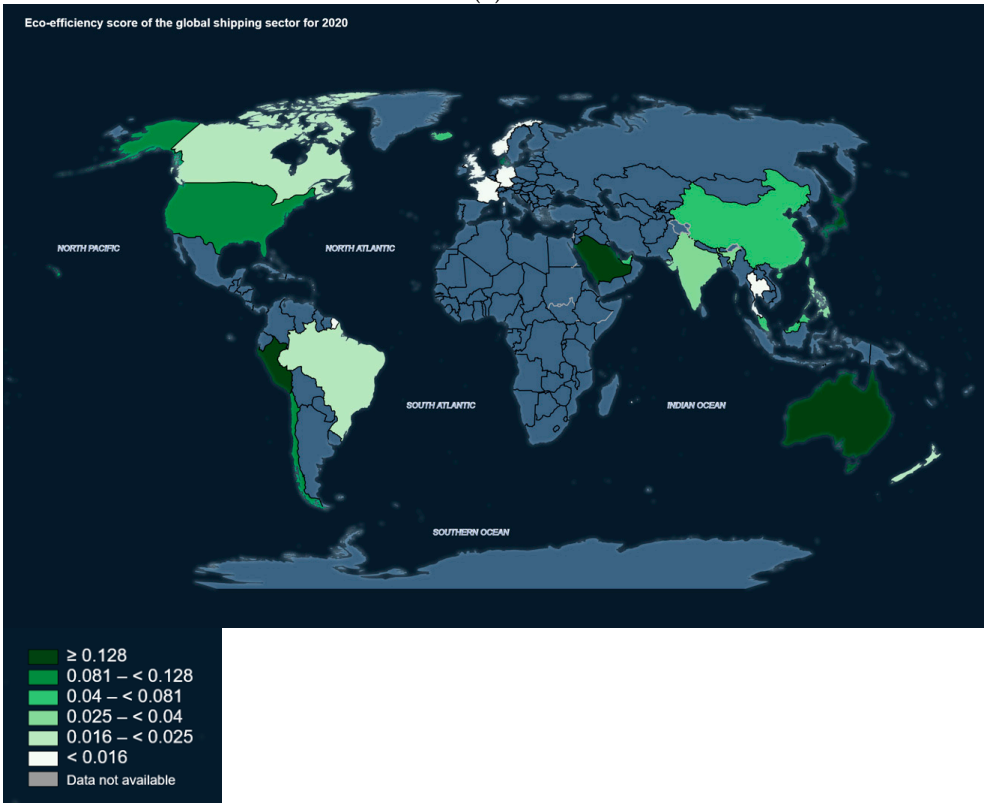 Eco-efficiency score of the global shipping sector for 2020
NORTH PACIFIC
NORTH ATLANTIC
SOUTH ATLANTIC
INDIAN OCEAN
SOUTHERN OCEAN
≥ 0.128
0.081 – < 0.128
0.04 – < 0.081
0.025 – < 0.04
0.016 – < 0.025
< 0.016
Data not available